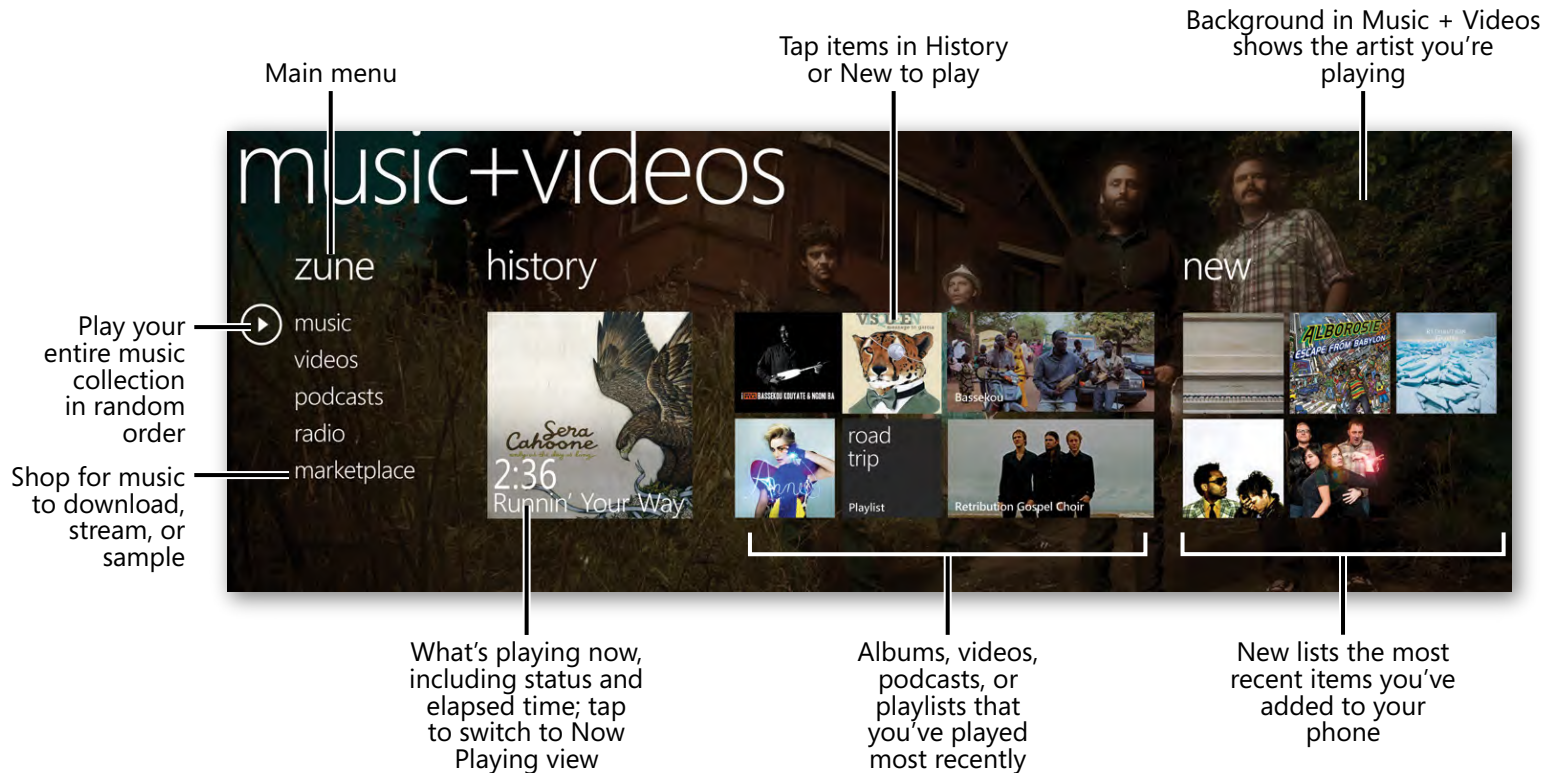 Background in Music + Videos
shows the artist you’re
playing
Tap items in History
or New to play
Main menu
music+videos
zune
history
new
Play your
entire music
collection
in random
order
music
videos
podcasts
radio
marketplace
Shop for music
to download,
stream, or
sample
Sera
Cahoone
2:36
Runnin’ Your Way
BASSEKOU KOUYATE & NGONI BA
VISQUEEN
message to garcia
Bassekou
road
trip
Playlist
Retribution Gospel Choir
ALBOROSIE
ESCAPE FROM BABYLON
RETRIBUTION
What’s playing now,
including status and
elapsed time; tap
to switch to Now
Playing view
Albums, videos,
podcasts, or
playlists that
you’ve played
most recently
New lists the most
recent items you’ve
added to your
phone